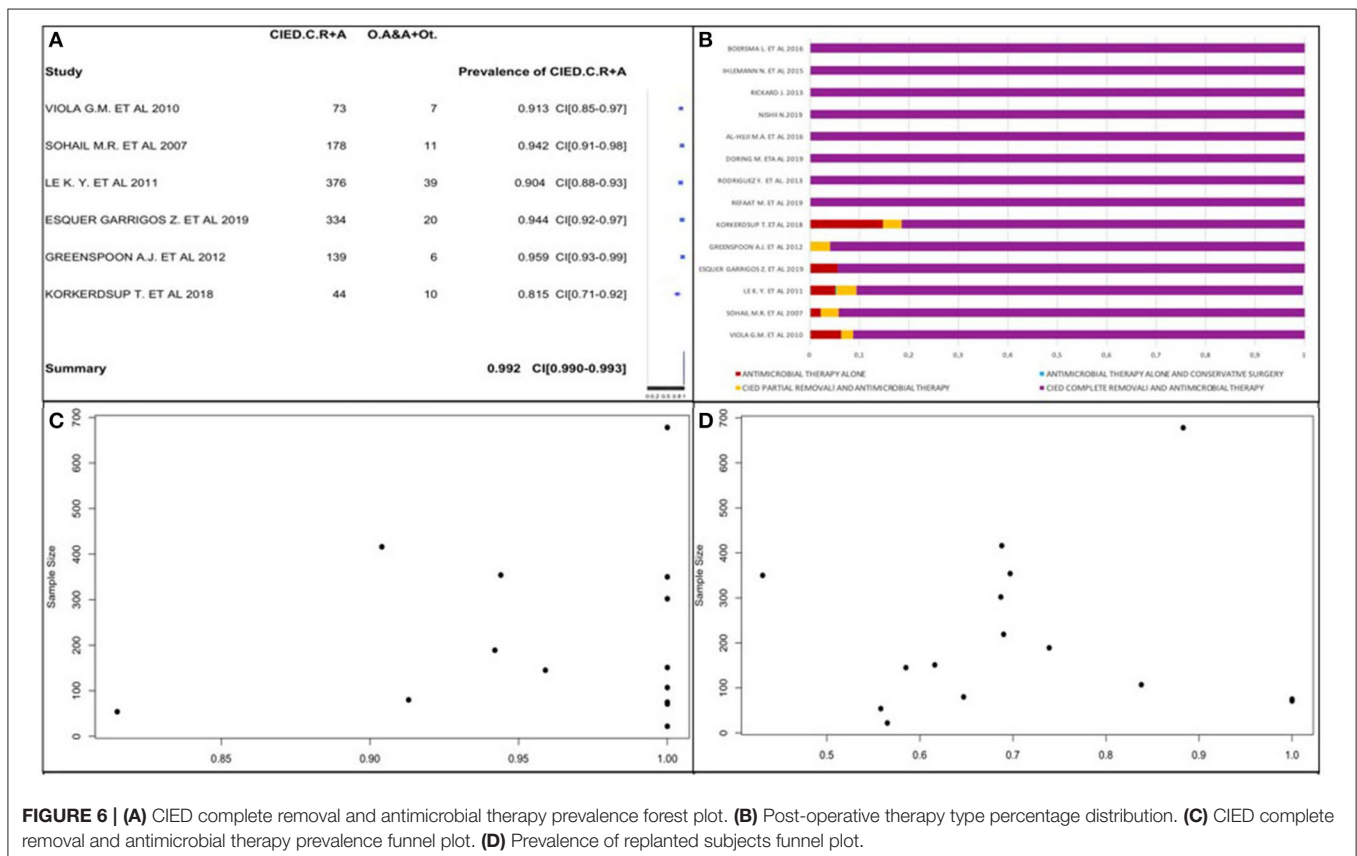 A
CIED.C.R+A O.A&A+Ot.
Study Prevalence of CIED.C.R+A
VIOLA G.M. ET AL 2010 73 7 0.913 CI[0.85-0.97]
SOHAIL M.R. ET AL 2007 178 11 0.942 CI[0.91-0.98]
LE K. Y. ET AL 2011 376 39 0.904 CI[0.88-0.93]
ESQUER GARRIGOS Z. ET AL 2019 334 20 0.944 CI[0.92-0.97]
GREENSPOON A.J. ET AL 2012 139 6 0.959 CI[0.93-0.99]
KORKERDSUP T. ET AL 2018 44 10 0.815 CI[0.71-0.92]
Summary 0.992 CI[0.990-0.993]
B
BOERSMA L. ET AL 2016
IHLEMANN N. ET AL 2015
RICKARD J. 2013
NISHII N.2019
AL-HIJI M.A. ET AL 2016
DORING M. ETA AL 2019
RODRIGUEZ Y. ET AL 2013
REFAAT M. ET AL 2019
KORKERDSUP T. ET AL 2018
GREENSPOON A.J. ET AL 2012
ESQUER GARRIGOS Z. ET AL 2019
LE K. Y. ET AL 2011
SOHAIL M.R. ET AL 2007
VIOLA G.M. ET AL 2010
0 0,1 0,2 0,3 0,4 0,5 0,6 0,7 0,8 0,9 1
ANTIMICROBIAL THERAPY ALONE
ANTIMICROBIAL THERAPY ALONE AND CONSERVATIVE SURGERY
CIED PARTIAL REMOVALI AND ANTIMICROBIAL THERAPY
CIED COMPLETE REMOVALI AND ANTIMICROBIAL THERAPY
C
Sample Size
700
600
500
400
300
200
100
0
0.85 0.90 0.95 1.00
D
Sample Size
700
600
500
400
300
200
100
0
0.5 0.6 0.7 0.8 0.9 1.0
FIGURE 6 | (A) CIED complete removal and antimicrobial therapy prevalence forest plot. (B) Post-operative therapy type percentage distribution. (C) CIED complete
removal and antimicrobial therapy prevalence funnel plot. (D) Prevalence of replanted subjects funnel plot.